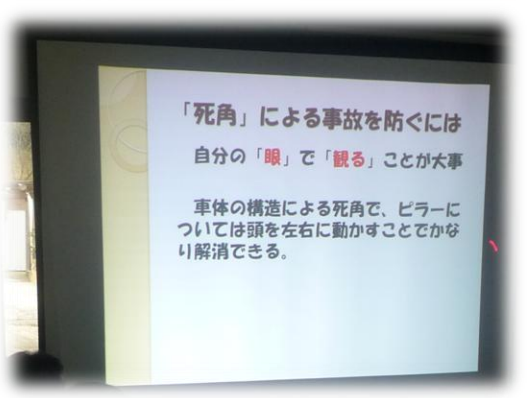 「死角」による事故を防ぐには
自分の「眼」で「観る」ことが大事
車体の構造による死角で、ピラーに
ついては頭を左右に動かすことでかな
り解消できる。